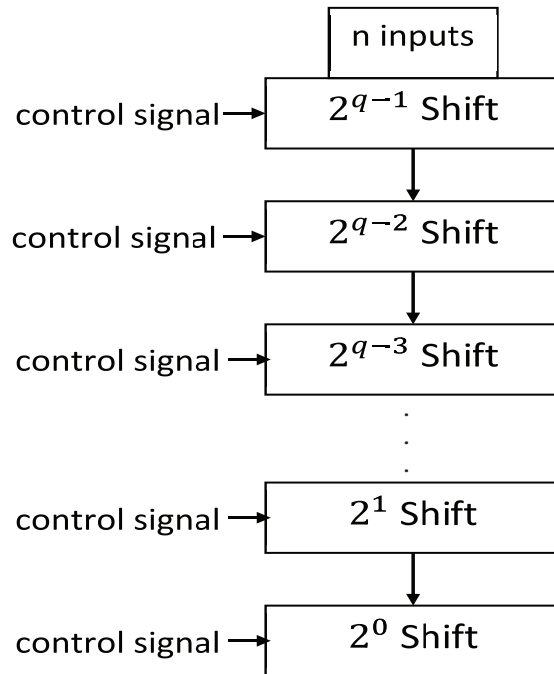 n inputs
control signal 2^{q−1} Shift
control signal 2^{q−2} Shift
control signal 2^{q−3} Shift
.
.
.
control signal 2^1 Shift
control signal 2^0 Shift